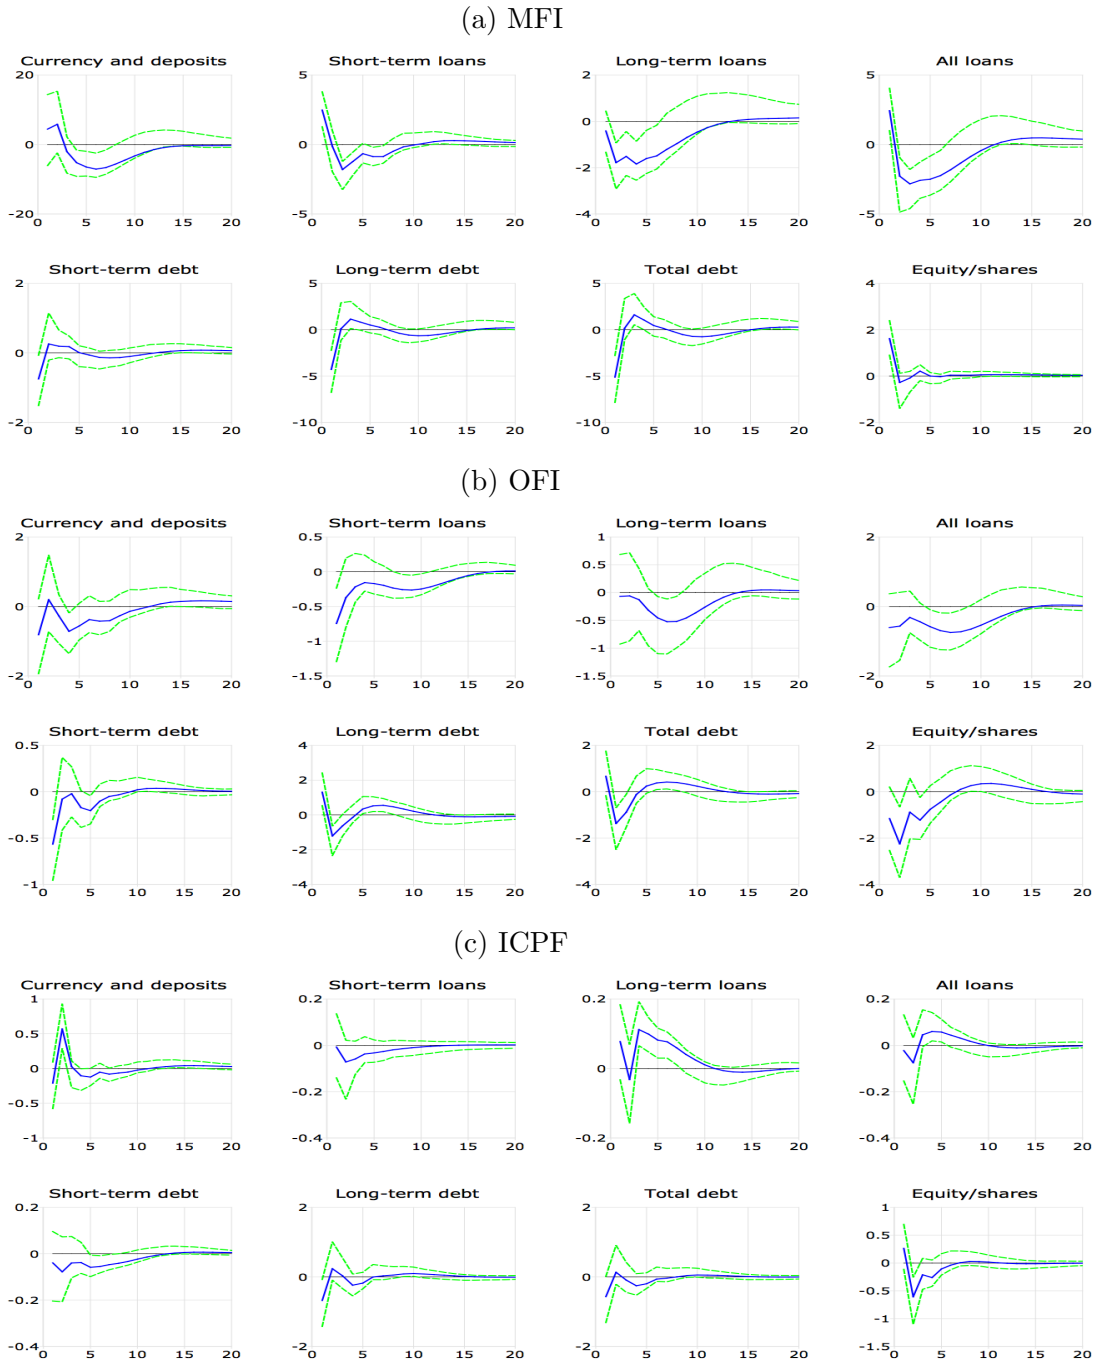 (a) MFI
Currency and deposits Short-term loans Long-term loans All loans
20 5 2 5
0 0 0 0
-2
-20 -5 -4 -5
0 5 10 15 20 0 5 10 15 20 0 5 10 15 20 0 5 10 15 20
Short-term debt Long-term debt Total debt Equity/shares
2 5 5 4
0 0 0 2
-5 -5 0
-2 -10 -10 -2
0 5 10 15 20 0 5 10 15 20 0 5 10 15 20 0 5 10 15 20
(b) OFI
Currency and deposits Short-term loans Long-term loans All loans
2 0.5 1 2
0 0 0.5 0
-0.5 0
-1 -0.5
-1
-2 -1.5 -1.5 -2
0 5 10 15 20 0 5 10 15 20 0 5 10 15 20 0 5 10 15 20
Short-term debt Long-term debt Total debt Equity/shares
0.5 4 2 2
0 2 0 0
-0.5 0 -2 -2
-2
-1 -4 -4 -4
0 5 10 15 20 0 5 10 15 20 0 5 10 15 20 0 5 10 15 20
(c) ICPF
Currency and deposits Short-term loans Long-term loans All loans
1 0.2 0.2 0.2
0.5 0 0 0
0 -0.2 -0.2
-0.5
-1 -0.4 -0.2 -0.4
0 5 10 15 20 0 5 10 15 20 0 5 10 15 20 0 5 10 15 20
Short-term debt Long-term debt Total debt Equity/shares
0.2 2 2 1
0 0 0 0.5
-0.2 0
-0.5
-1
-0.4 -2 -2 -1.5
0 5 10 15 20 0 5 10 15 20 0 5 10 15 20 0 5 10 15 20